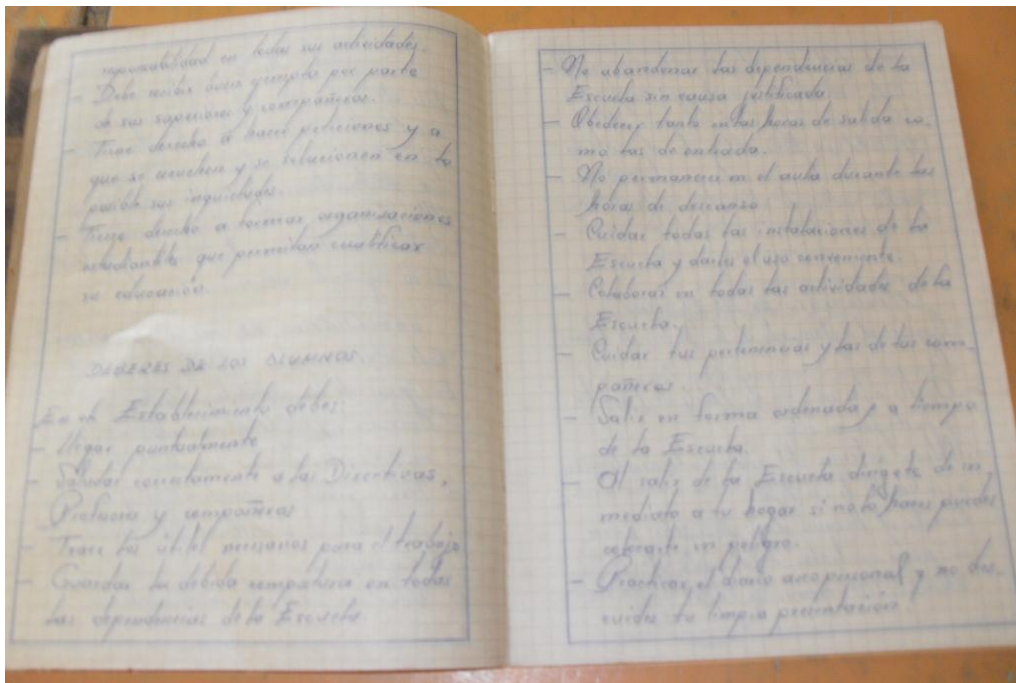 responsabilidad en todas sus actividades.
- Debe recibir buen ejemplo por parte
de sus superiores y compañeros.
- Tiene derecho a hacer peticiones y a
que se escuchen y se solucionen en lo
posible sus inquietudes.
- Tiene derecho a formar organizaciones
estudiantiles que permitan cualificar
su educación.
DEBERES DE LOS ALUMNOS.
En el Establecimiento debes:
- Llegar puntualmente
- Saludar correctamente a las Directivas,
Profesores y compañeros
- Traer los útiles necesarios para el trabajo
- Guardar la debida compostura en todas
las dependencias de la Escuela
- No abandonar las dependencias de la
Escuela sin causa justificada.
- Obedecer tanto en las horas de salida co-
mo las de entrada.
- No permanecer en el aula durante las
horas de descanso
- Cuidar todas las instalaciones de la
Escuela y darles el uso conveniente.
- Colaborar en todas las actividades de la
Escuela.
- Cuidar tus pertenencias y las de tus com-
pañeros.
- Salir en forma ordenada y a tiempo
de la Escuela.
- Al salir de la Escuela dirígete de in-
mediato a tu hogar si no lo haces puedes
colocarte en peligro.
- Practicar el diario aseo personal y no des-
cuides tu limpia presentación